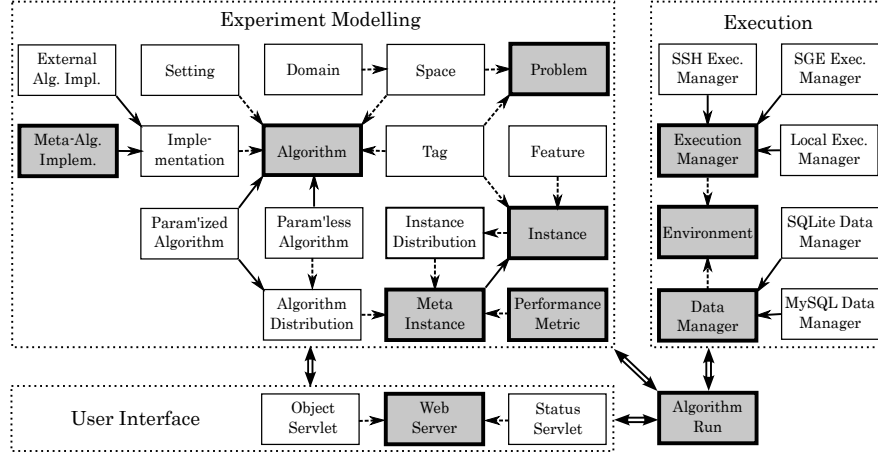 Experiment Modelling
Execution
External
Alg. Impl.
Setting
Domain
Space
Problem
SSH Exec.
Manager
SGE Exec.
Manager
Meta-Alg.
Implem.
Imple-
mentation
Algorithm
Tag
Feature
Execution
Manager
Local Exec.
Manager
Param'ized
Algorithm
Param'less
Algorithm
Instance
Distribution
Instance
Environment
SQLite Data
Manager
Algorithm
Distribution
Meta
Instance
Performance
Metric
Data
Manager
MySQL Data
Manager
User Interface
Object
Servlet
Web
Server
Status
Servlet
Algorithm
Run